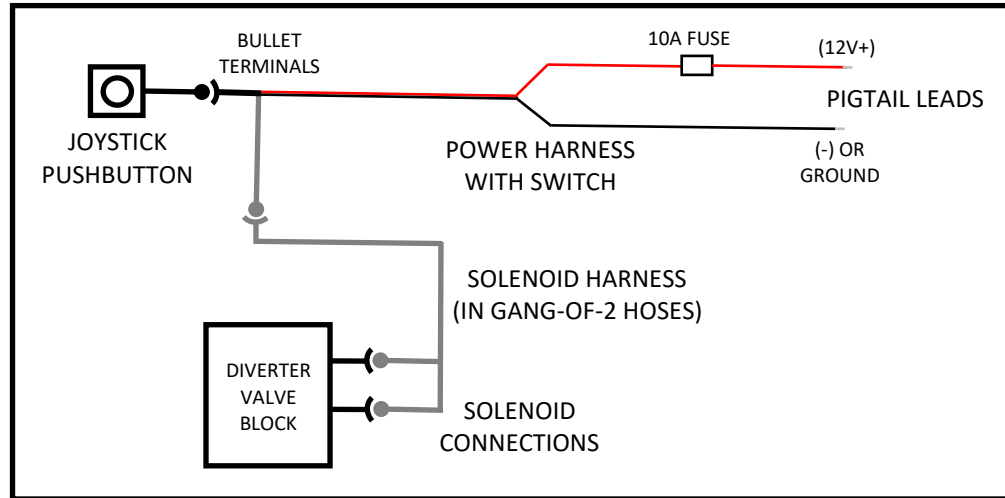 BULLET
TERMINALS
10A FUSE
(12V+)
PIGTAIL LEADS
JOYSTICK
PUSHBUTTON
POWER HARNESS
WITH SWITCH
(-) OR
GROUND
SOLENOID HARNESS
(IN GANG-OF-2 HOSES)
DIVERTER
VALVE
BLOCK
SOLENOID
CONNECTIONS